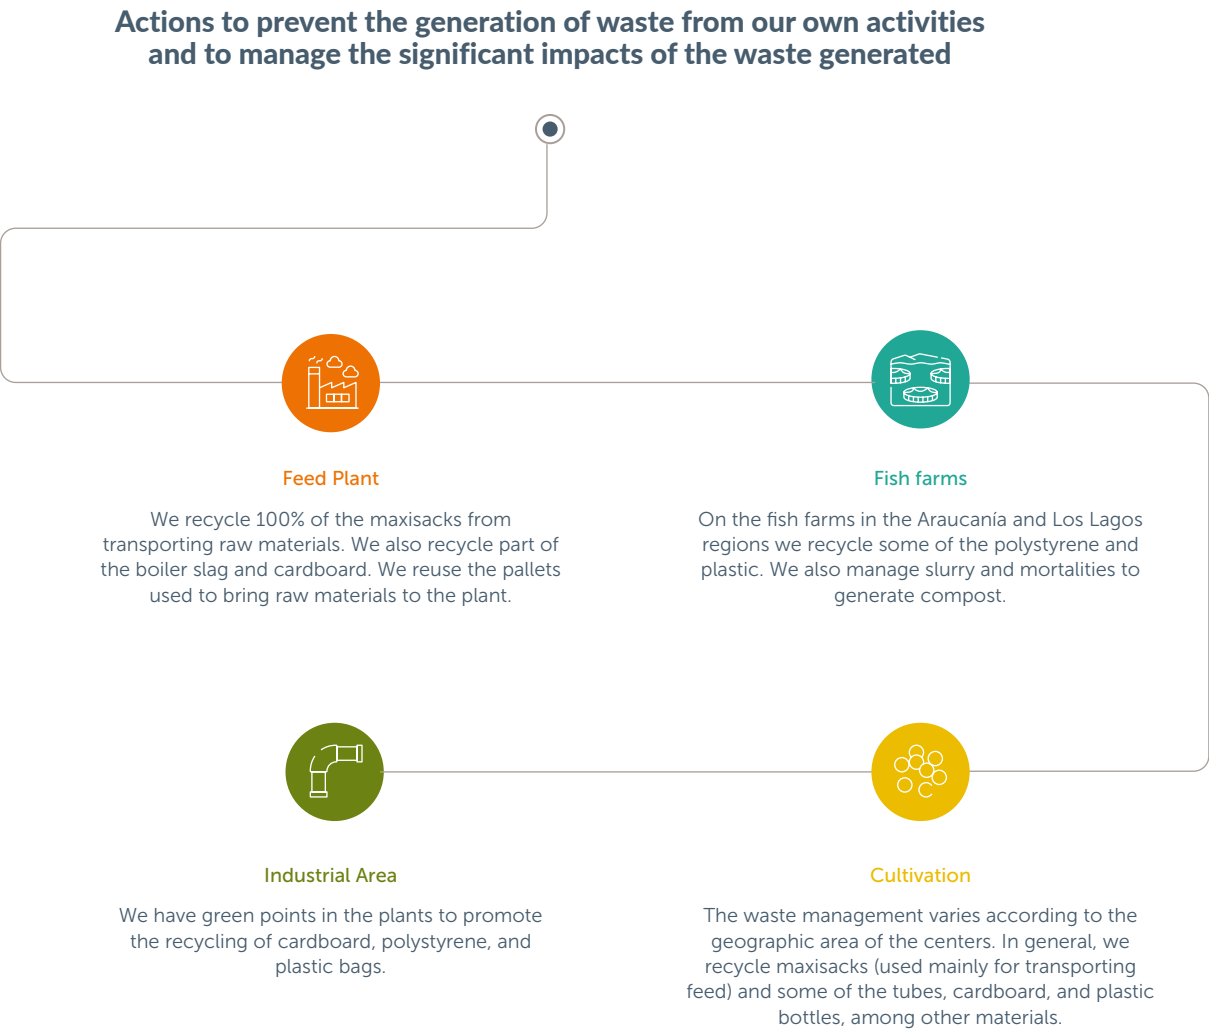 Actions to prevent the generation of waste from our own activities
and to manage the significant impacts of the waste generated
Feed Plant
We recycle 100% of the maxisacks from
transporting raw materials. We also recycle part of
the boiler slag and cardboard. We reuse the pallets
used to bring raw materials to the plant.
Fish farms
On the fish farms in the Araucanía and Los Lagos
regions we recycle some of the polystyrene and
plastic. We also manage slurry and mortalities to
generate compost.
Industrial Area
We have green points in the plants to promote
the recycling of cardboard, polystyrene, and
plastic bags.
Cultivation
The waste management varies according to the
geographic area of the centers. In general, we
recycle maxisacks (used mainly for transporting
feed) and some of the tubes, cardboard, and plastic
bottles, among other materials.